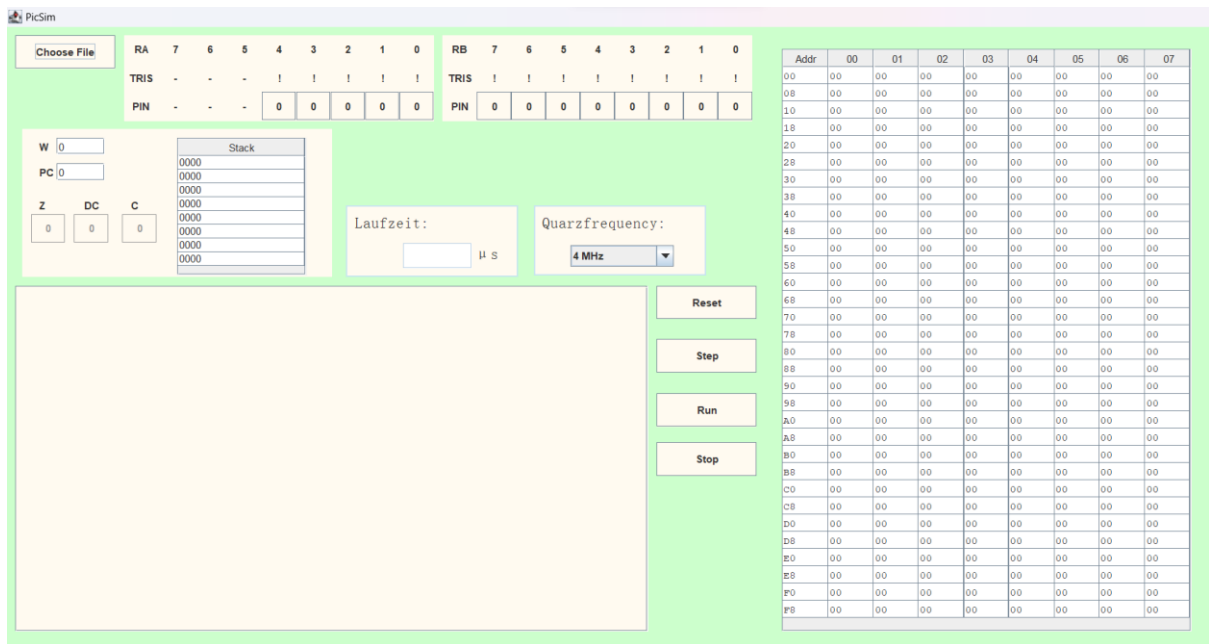 PicSim
Choose File
RA 7 6 5 4 3 2 1 0
TRIS - - - ! ! ! ! !
PIN - - - 0 0 0 0 0
RB 7 6 5 4 3 2 1 0
TRIS ! ! ! ! ! ! ! !
PIN 0 0 0 0 0 0 0 0
W 0
PC 0
Z DC C
0 0 0
Stack
0000
0000
0000
0000
0000
0000
0000
0000
Laufzeit:
μs
Quarzfrequency:
4 MHz
Reset
Step
Run
Stop
Addr 00 01 02 03 04 05 06 07
00 00 00 00 00 00 00 00 00
08 00 00 00 00 00 00 00 00
10 00 00 00 00 00 00 00 00
18 00 00 00 00 00 00 00 00
20 00 00 00 00 00 00 00 00
28 00 00 00 00 00 00 00 00
30 00 00 00 00 00 00 00 00
38 00 00 00 00 00 00 00 00
40 00 00 00 00 00 00 00 00
48 00 00 00 00 00 00 00 00
50 00 00 00 00 00 00 00 00
58 00 00 00 00 00 00 00 00
60 00 00 00 00 00 00 00 00
68 00 00 00 00 00 00 00 00
70 00 00 00 00 00 00 00 00
78 00 00 00 00 00 00 00 00
80 00 00 00 00 00 00 00 00
88 00 00 00 00 00 00 00 00
90 00 00 00 00 00 00 00 00
98 00 00 00 00 00 00 00 00
A0 00 00 00 00 00 00 00 00
A8 00 00 00 00 00 00 00 00
B0 00 00 00 00 00 00 00 00
B8 00 00 00 00 00 00 00 00
C0 00 00 00 00 00 00 00 00
C8 00 00 00 00 00 00 00 00
D0 00 00 00 00 00 00 00 00
D8 00 00 00 00 00 00 00 00
E0 00 00 00 00 00 00 00 00
E8 00 00 00 00 00 00 00 00
F0 00 00 00 00 00 00 00 00
F8 00 00 00 00 00 00 00 00